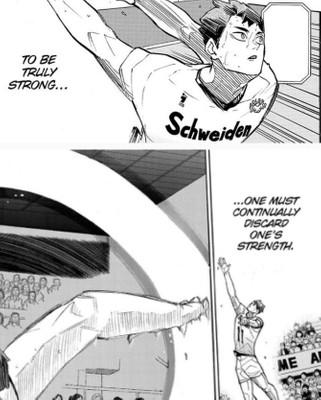 TO BE
TRULY
STRONG...
Schweiden
...ONE MUST
CONTINUALLY
DISCARD
ONE'S
STRENGTH.
ME A